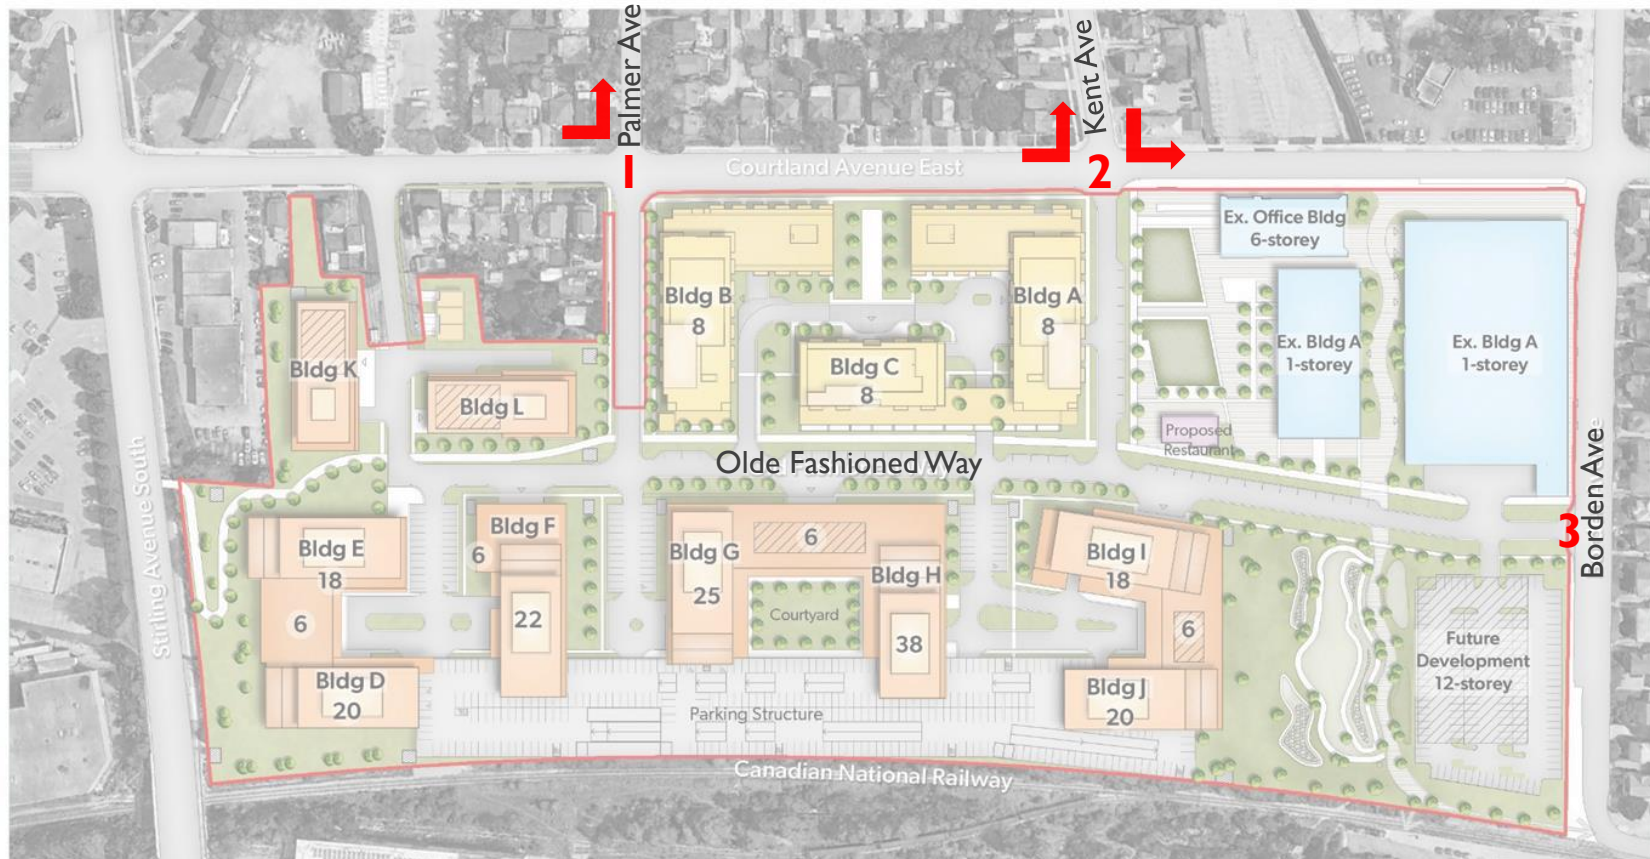 Palmer Ave
Kent Ave
1
2
Courtland Avenue East
Ex. Office Bldg
6-storey
Bldg B
8
Bldg A
8
Bldg K
Bldg C
8
Ex. Bldg A
1-storey
Ex. Bldg A
1-storey
Bldg L
Proposed
Restaurant
Olde Fashioned Way
Stirling Avenue South
Borden Ave
3
Bldg E
18
6
Bldg F
6
22
Bldg G
25
6
Bldg H
38
Courtyard
Bldg I
18
6
Future
Development
12-storey
Bldg D
20
Bldg J
20
Parking Structure
Canadian National Railway